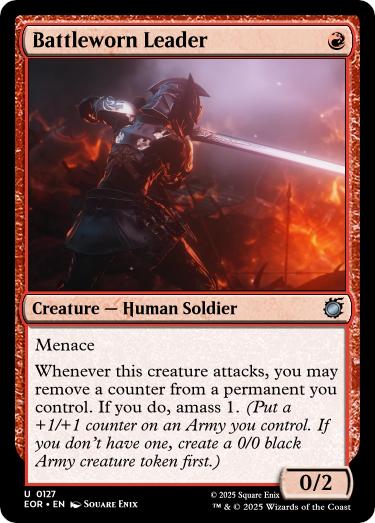 Battleworn Leader
Creature — Human Soldier
Menace
Whenever this creature attacks, you may
remove a counter from a permanent you
control. If you do, amass 1. (Put a
+1/+1 counter on an Army you control. If
you don't have one, create a 0/0 black
Army creature token first.)
0/2
U 0127
EOR • EN SQUARE ENIX
© 2025 Square Enix
™ & © 2025 Wizards of the Coast